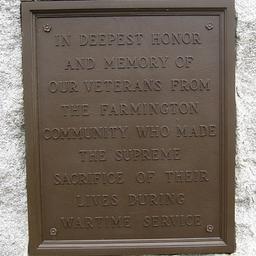 IN DEEPEST HONOR
AND MEMORY OF
OUR VETERANS FROM
THE FARMINGTON
COMMUNITY WHO MADE
THE SUPREME
SACRIFICE OF THEIR
LIVES DURING
WARTIME SERVICE